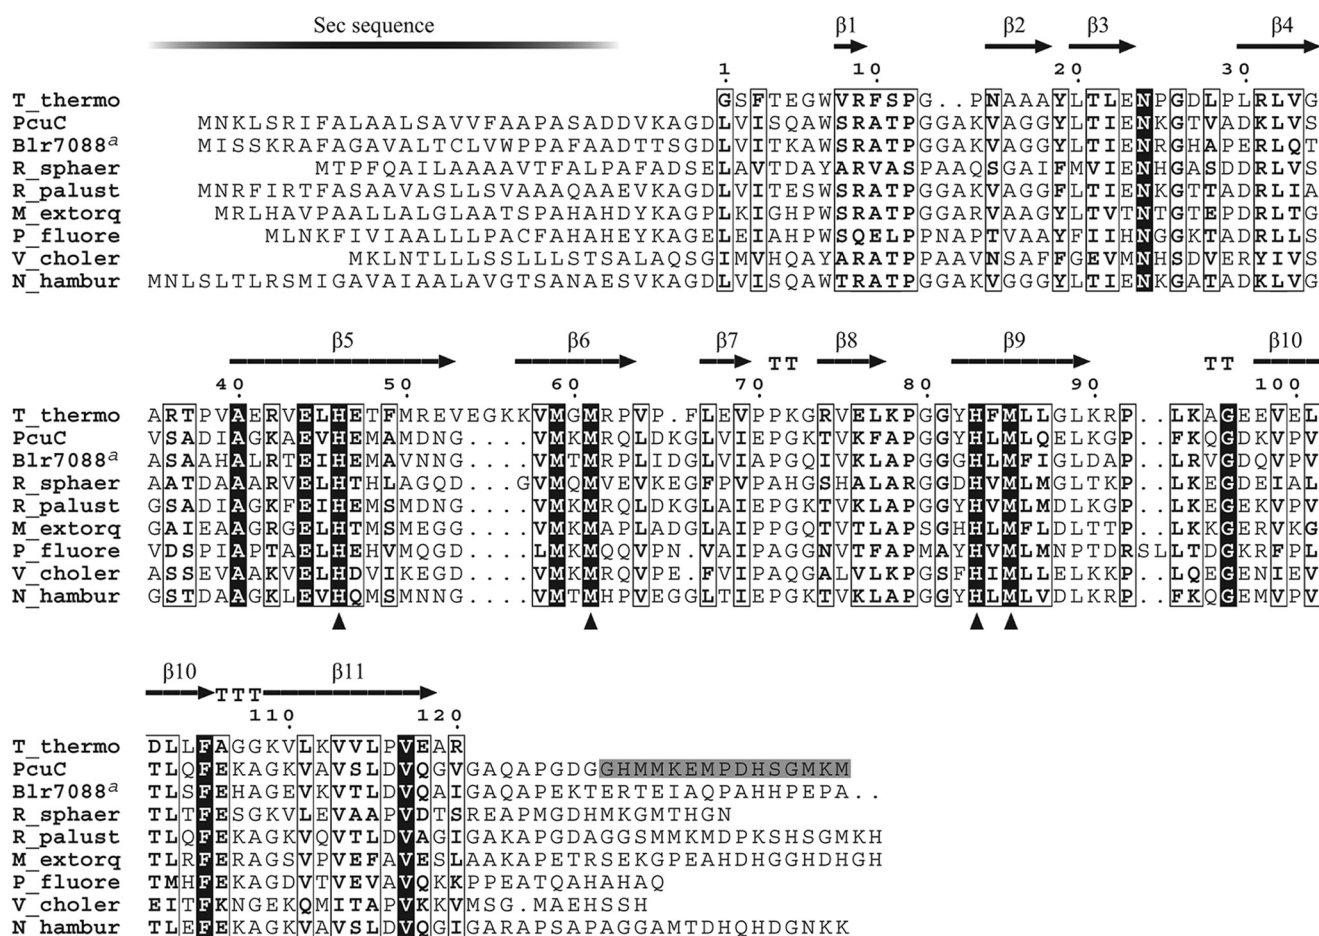 Sec sequence β1 β2 β3 β4
1 10 20 30
T_thermo GSFTEGWVRFSPG..PNAAAYLTLENPGDLPLRLVG
PcuC MNKLSRIFALAALSAVVFAAPASADDVKAGDLVISQAWSRATPGGAKVAGGYLTIENKGTVADKLVS
Blr7088a MISSKRAFAGAVALTCLVWPPAFAADTTSGDLVITKAWSRATPGGAKVAGGYLTIENRGHAPERLQT
R_sphaer MTPFQAILAAAAVTFALPAFADSELAVTDAYARVASPAAQSGAIFMVIENHGASDDRLVS
R_palust MNRFIRTFASAAVASLLSVAAAQAAEVKAGDLVITESWSRATPGGAKVAGGFLTIENKGTTADRLIA
M_extorq MRLHAVPAALLALGLAATSPAHAHDYKAGPLKIGHPWSRATPGGARVAAGYLTVTNTGTEPDRLTG
P_fluore MLNKFIVIAALLLPACFAHAHEYKAGELEIAHPWSQELPPNAPTVAAYFIIHNGGKTADRLLS
V_choler MKLNTLLLSSLLLSTSALAQSGIMVHQAYARATPPAAVNSAFFGEVMNHSDVERYIVS
N_hambur MNLSLTLRSMIGAVAIAALAVGTSANAESVKAGDLVISQAWTRATPGGAKVGGGYLTIENKGATADKLVG
β5 β6 β7 TT β8 β9 TT β10
40 50 60 70 80 90 100
T_thermo ARTPVAERVELHETFMREVEGKKVMGMRPVP.FLEVPPKGRVELKPGGYHFMLLGLKRP..LKAGEEVEL
PcuC VSADIAGKAEVHEMAMDNG....VMKMRQLDKGLVIEPGKTVKFAPGGYHLMLQELKGP..FKQGDKVPV
Blr7088a ASAAHALRTEIHEMAVNNG....VMTMRPLIDGLVIAPGQIVKLAPGGGHLMFIGLDAP..LRVGDQVPV
R_sphaer AATDAAARVELHTHLAGQD...GVMQMVEVKEGFPVPAHGSHALARGGDHVMLMGLTKP..LKEGDEIAL
R_palust GSADIAGKFEIHEMSMDNG....VMKMRQLDKGLAIEPGKTVKLAPGGYHVMLMDLKGP..LKQGDKVPV
M_extorq GAIEAAGRGELHTMSMEGG....VMKMAPLADGLAIPPGQTVTLAPSGHHLMFLDLTTP..LKKGERVKG
P_fluore VDSPIAPTAELHEHVMQGD....LMKMQQVPN.VAIPAGGNVTFAPMAYHVMLMNPTDRSLLTDGKRFPL
V_choler ASSEVAAKVELHDVIKEGD....VMKMRQVPE.FVIPAQGALVLKPGSFHIMLLELKKP..LQEGENIEV
N_hambur GSTDAAGKLEVHQMSMNNG....VMTMHPVEGGLTIEPGKTVKLAPGGYHLMLVDLKRP..FKQGEMVPV
β10 TTT β11
110 120
T_thermo DLLFAGGKVLKVVLPVEAR
PcuC TLQFEKAGKVAVSLDVQGVGAQAPGDGGHMMKEMPDHSGMKM
Blr7088a TLSFEHAGEVKVTLDVQAIGAQAPEKTERTEIAQPAHHPEPA..
R_sphaer TLTFESGKVLEVAAPVDTSREAPMGDHMKGMTHGN
R_palust TLQFEKAGKVQVTLDVAGIGAKAPGDAGGSMMKMDPKSHSGMKH
M_extorq TLRFERAGSVPVEFAVESLAAKAPETRSEKGPEAHDHGGHDHGH
P_fluore TMHFEKAGDVTVEVAVQKKPPEATQAHAHAQ
V_choler EITFKNGEKQMITAPVKKVMSG.MAEHSSH
N_hambur TLEFEKAGKVAVSLDVQGIGARAPSAPAGGAMTDHQHDGNKK